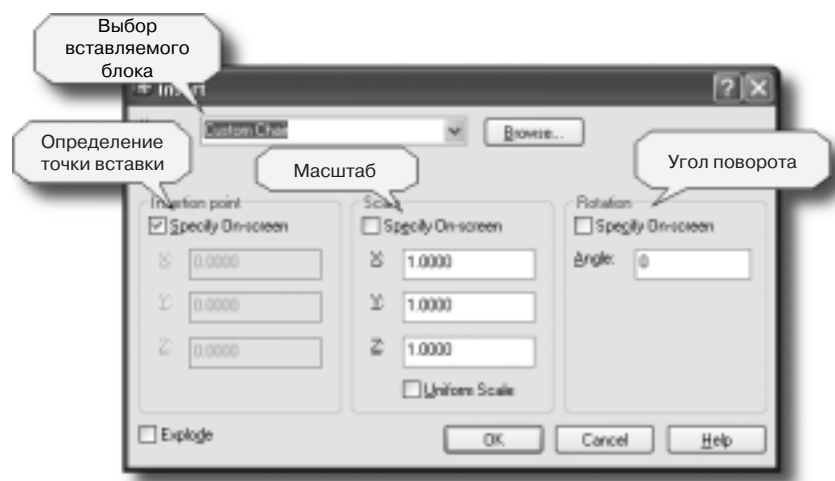 Выбор
вставляемого
блока
Custom Chair
Browse...
Определение
точки вставки
Масштаб
Угол поворота
Insertion point
Specify On-screen
X: 0.0000
Y: 0.0000
Z: 0.0000
Specify On-screen
X: 1.0000
Y: 1.0000
Z: 1.0000
Uniform Scale
Rotation
Specify On-screen
Angle: 0
Explode
OK
Cancel
Help